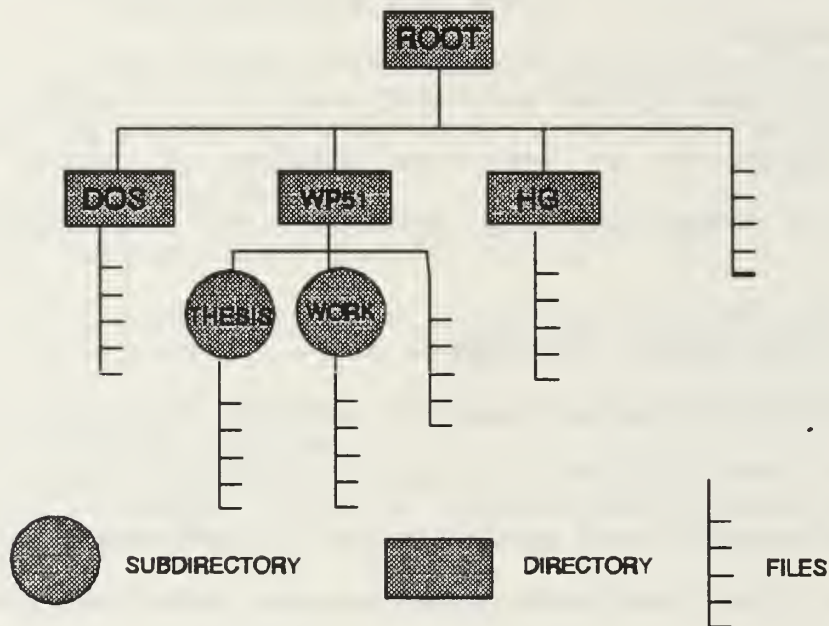 ROOT
DOS
WP51
HG
THESIS
WORK
SUBDIRECTORY
DIRECTORY
FILES